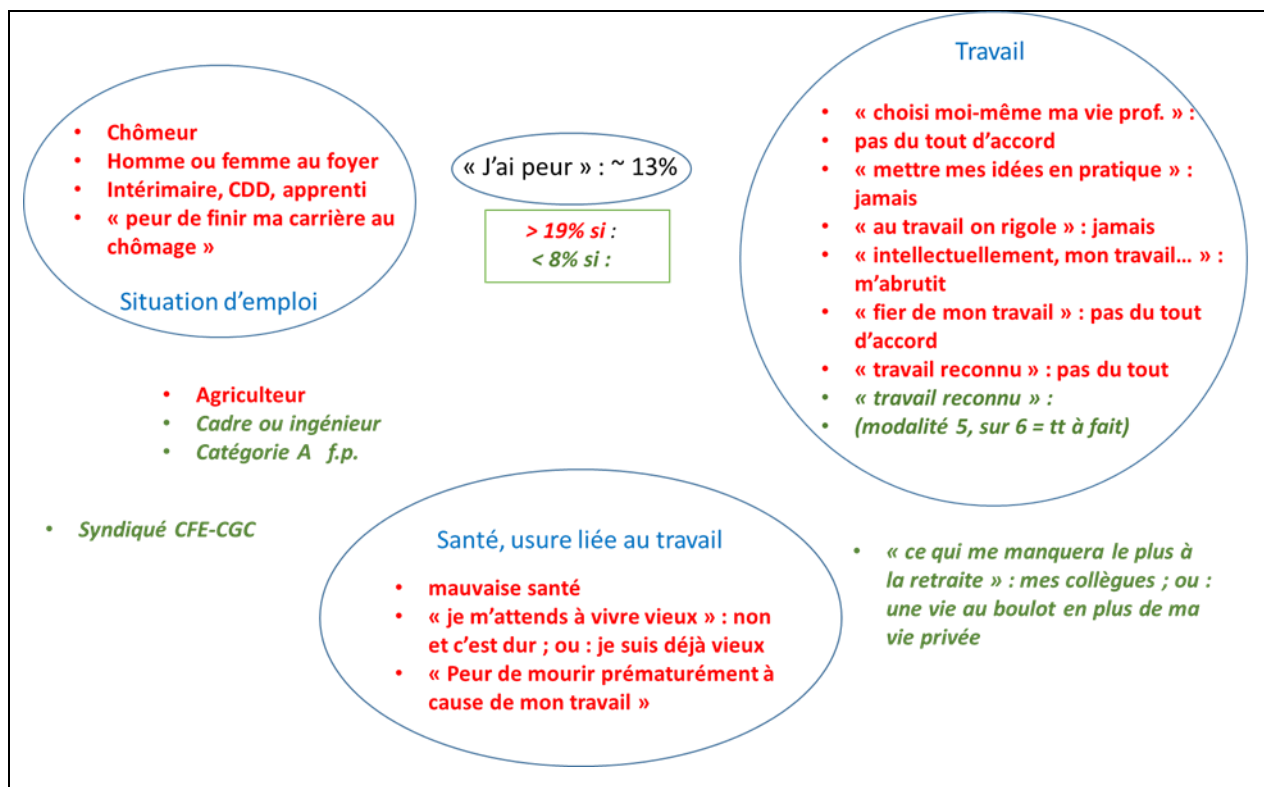 • Chômeur
• Homme ou femme au foyer
• Intérimaire, CDD, apprenti
• « peur de finir ma carrière au
chômage »
Situation d’emploi
« J’ai peur » : ~ 13%
> 19% si :
< 8% si :
Travail
• « choisi moi-même ma vie prof. » :
• pas du tout d’accord
• « mettre mes idées en pratique » :
jamais
• « au travail on rigole » : jamais
• « intellectuellement, mon travail… » :
m’abrutit
• « fier de mon travail » : pas du tout
d’accord
• « travail reconnu » : pas du tout
• « travail reconnu » :
• (modalité 5, sur 6 = tt à fait)
• Agriculteur
• Cadre ou ingénieur
• Catégorie A f.p.
• Syndiqué CFE-CGC
Santé, usure liée au travail
• mauvaise santé
• « je m’attends à vivre vieux » : non
et c’est dur ; ou : je suis déjà vieux
• « Peur de mourir prématurément à
cause de mon travail »
• « ce qui me manquera le plus à
la retraite » : mes collègues ; ou :
une vie au boulot en plus de ma
vie privée